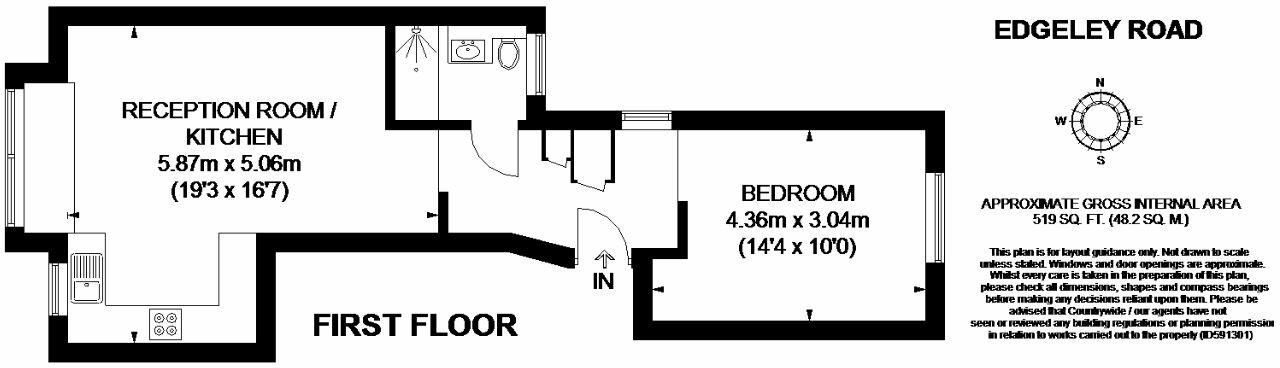 EDGELEY ROAD
N
W
E
S
RECEPTION ROOM /
KITCHEN
5.87m x 5.06m
(19'3 x 16'7)
BEDROOM
4.36m x 3.04m
(14'4 x 10'0)
IN
FIRST FLOOR
APPROXIMATE GROSS INTERNAL AREA
519 SQ. FT. (48.2 SQ. M.)
This plan is for layout guidance only. Not drawn to scale
unless stated. Windows and door openings are approximate.
Whilst every care is taken in the preparation of this plan,
please check all dimensions, shapes and compass bearings
before making any decisions reliant upon them. Please be
advised that Countrywide / our agents have not
seen or reviewed any building regulations or planning permission
in relation to works carried out to the property (ID591301)